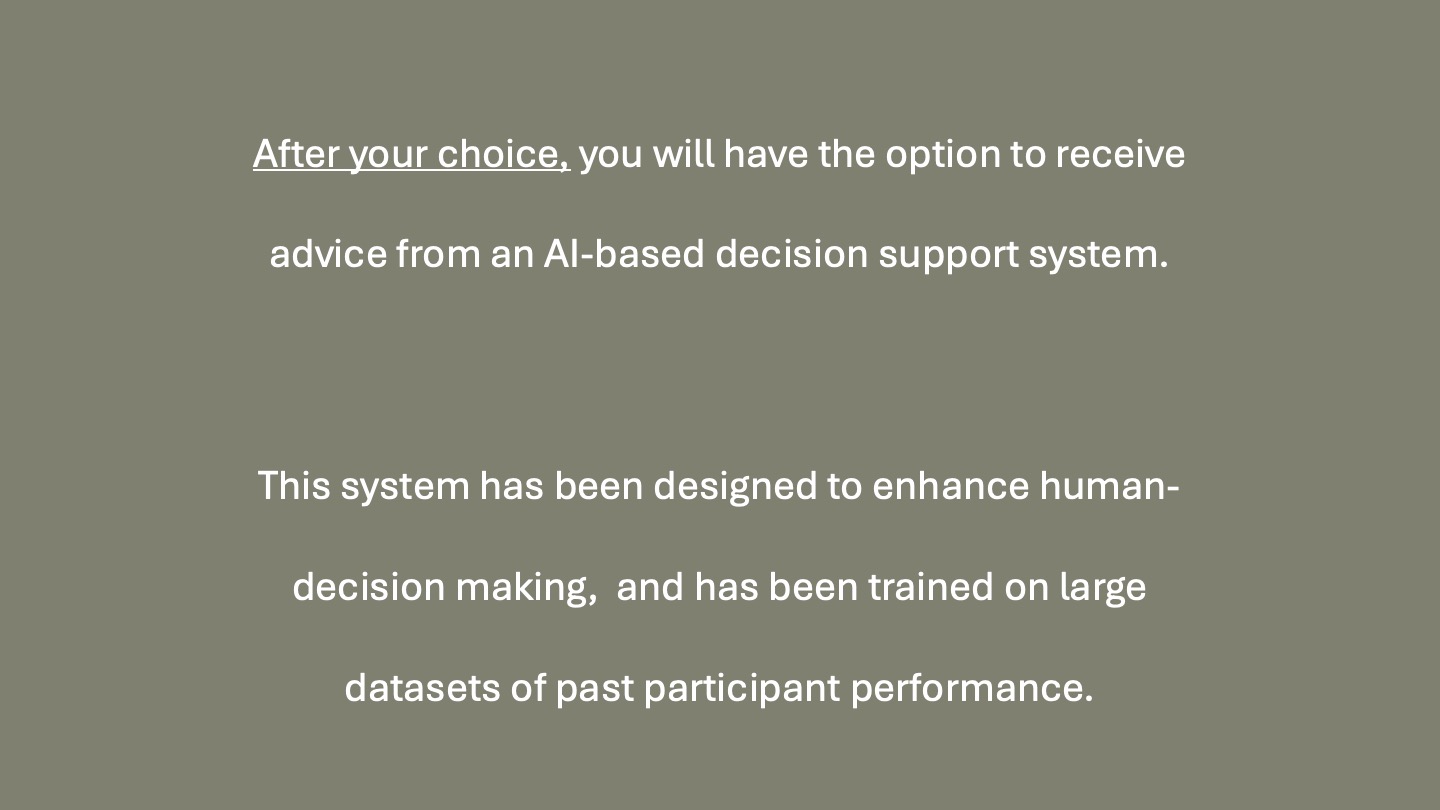 After your choice, you will have the option to receive
advice from an AI-based decision support system.
This system has been designed to enhance human-
decision making,  and has been trained on large
datasets of past participant performance.